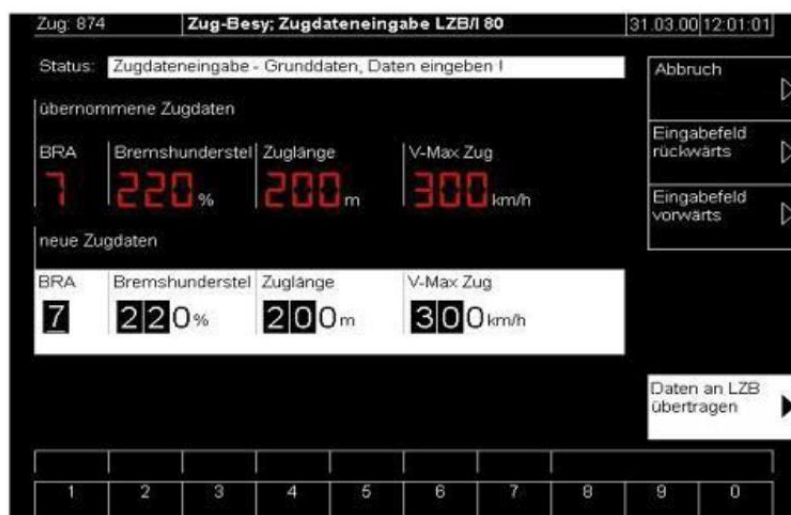 Zug: 874 Zug-Besy; Zugdateneingabe LZB/I 80 31.03.00 12:01:01
Status: Zugdateneingabe - Grunddaten, Daten eingeben !
Abbruch
übernommene Zugdaten
Eingabefeld
rückwärts
BRA Bremshunderstel Zuglänge V-Max Zug
7 220 % 200 m 300 km/h
Eingabefeld
vorwärts
neue Zugdaten
BRA Bremshunderstel Zuglänge V-Max Zug
7 220 % 200 m 300 km/h
Daten an LZB
übertragen
1 2 3 4 5 6 7 8 9 0